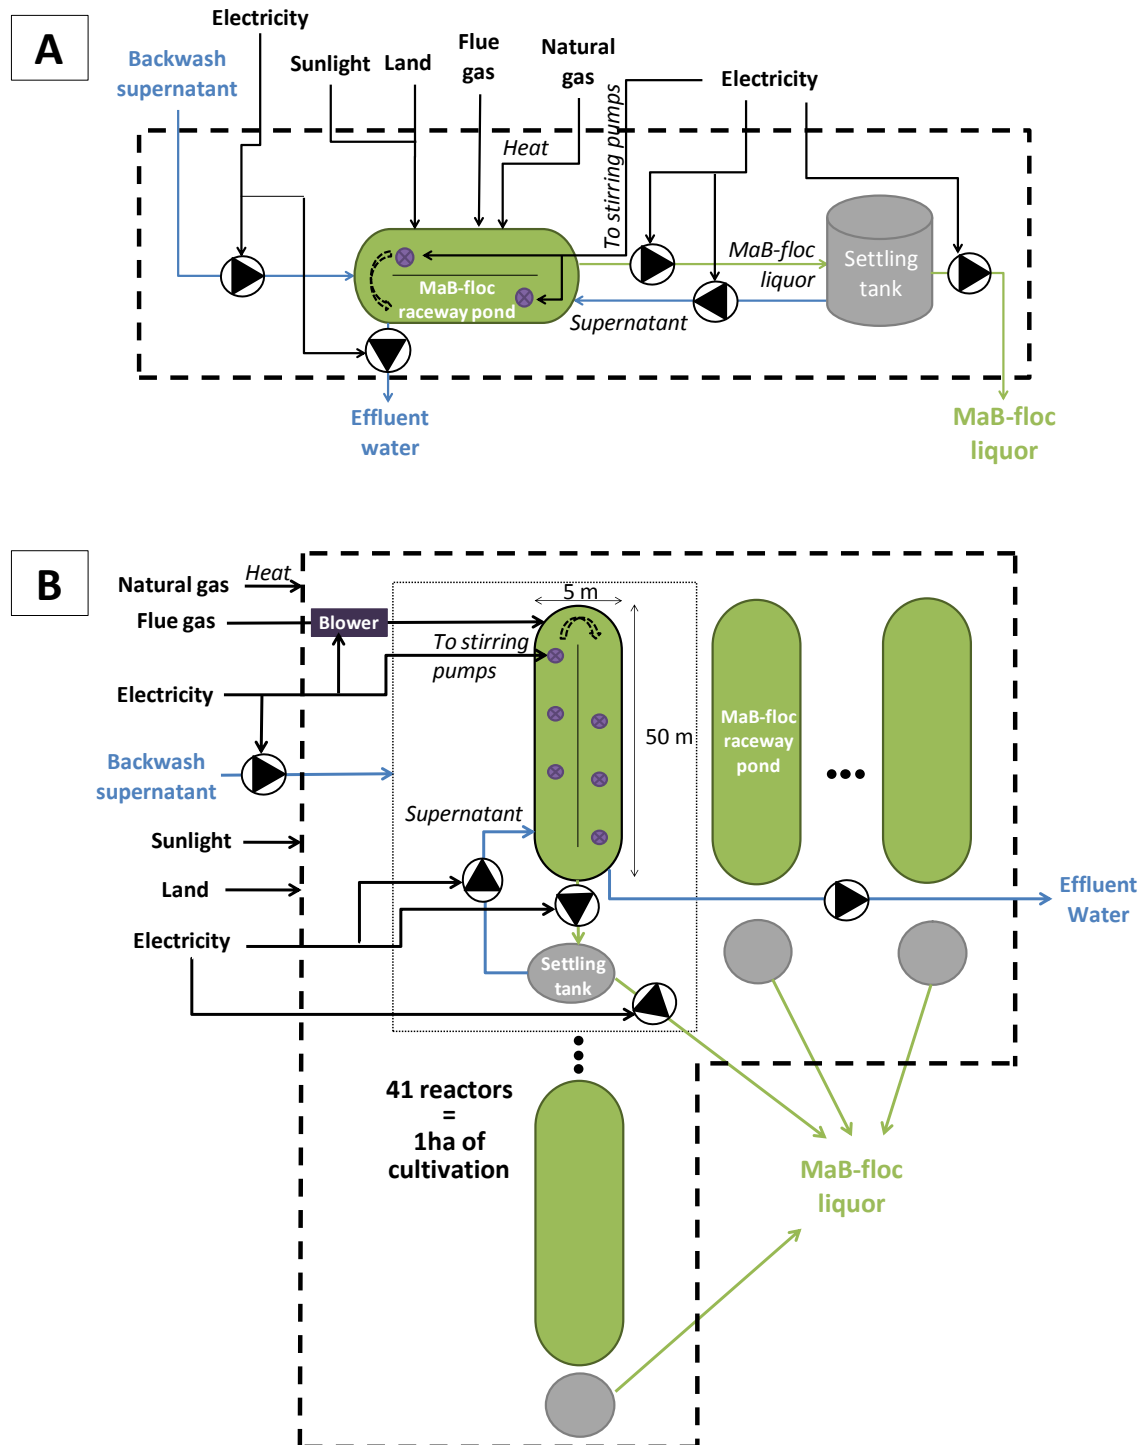 A
Electricity
Backwash
supernatant
Sunlight
Land
Flue
gas
Natural
gas
Electricity
Heat
To stirring pumps
MaB-floc
raceway pond
MaB-floc
liquor
Supernatant
Settling
tank
Effluent
water
MaB-floc
liquor
B
Natural gas
Heat
Flue gas
Blower
5 m
To stirring
pumps
Electricity
50 m
MaB-floc
raceway
pond
Backwash
supernatant
Supernatant
Sunlight
Land
Effluent
Water
Electricity
Settling
tank
41 reactors
=
1ha of
cultivation
MaB-floc
liquor